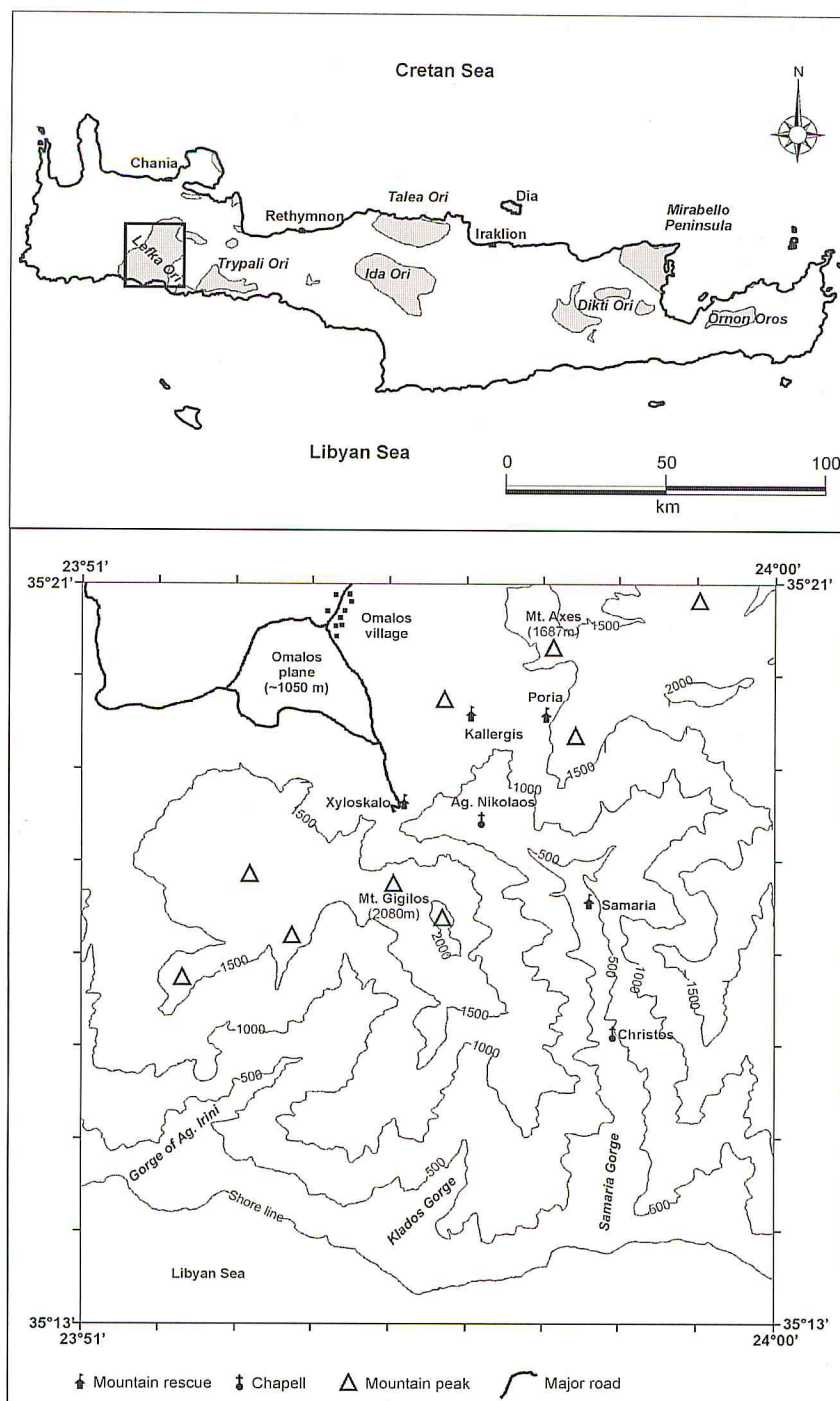 Cretan Sea
N
Chania
Rethymnon
Talea Ori
Dia
Iraklion
Mirabello
Peninsula
Lefka Ori
Trypali Ori
Ida Ori
Dikti Ori
Ornon Oros
Libyan Sea
0 50 100
km
23°51' 24°00'
35°21' 35°21'
Omalos
village
Mt. Axes
(1687m)
1500
Omalos
plane
(~1050 m)
2000
Poria
Kallergis
1500
1000
Xyloskalo
Ag. Nikolaos
1500
500
Mt. Gigilos
(2080m)
Samaria
2000
1500
500
1000
1500
1500
1000
Christos
1000
500
Gorge of Ag. Irini
500
Klados Gorge
Samaria Gorge
500
Shore line
Libyan Sea
35°13' 35°13'
23°51' 24°00'
Mountain rescue Chapell Mountain peak Major road